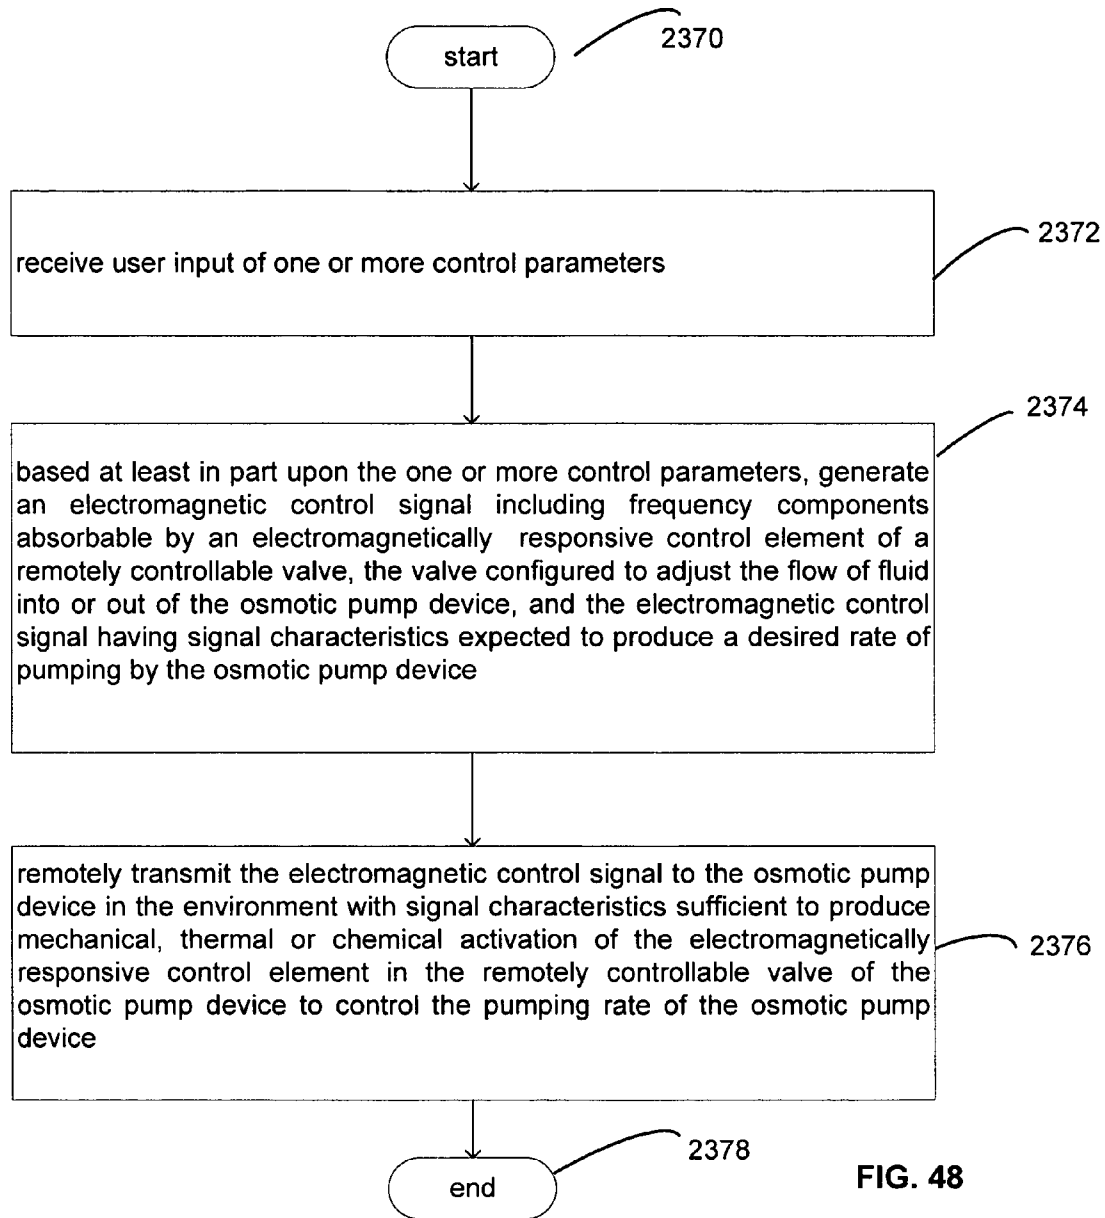 start
2370
receive user input of one or more control parameters
2372
2374
based at least in part upon the one or more control parameters, generate
an electromagnetic control signal including frequency components
absorbable by an electromagnetically responsive control element of a
remotely controllable valve, the valve configured to adjust the flow of fluid
into or out of the osmotic pump device, and the electromagnetic control
signal having signal characteristics expected to produce a desired rate of
pumping by the osmotic pump device
remotely transmit the electromagnetic control signal to the osmotic pump
device in the environment with signal characteristics sufficient to produce
mechanical, thermal or chemical activation of the electromagnetically
responsive control element in the remotely controllable valve of the
osmotic pump device to control the pumping rate of the osmotic pump
device
2376
end
2378
FIG. 48